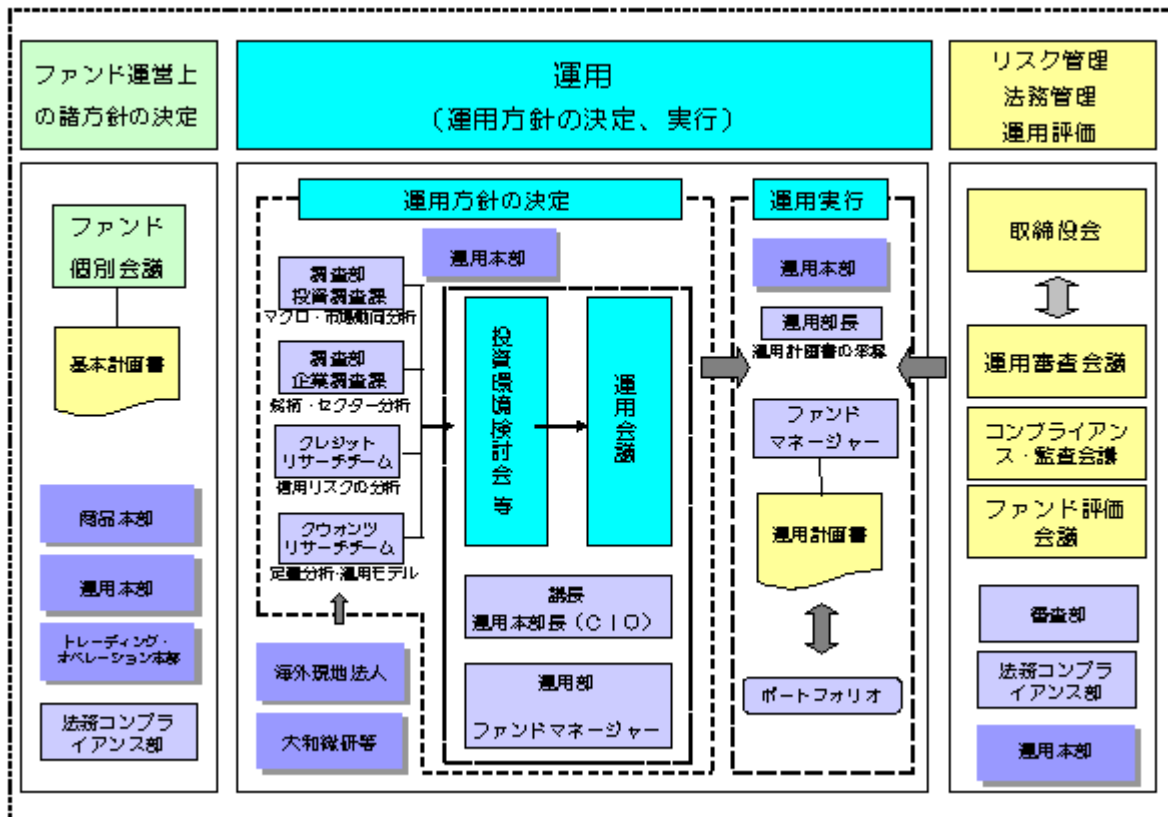 ファンド運営上
の諸方針の決定
運用
(運用方針の決定、実行)
リスク管理
法務管理
運用評価
ファンド
個別会議
基本計画書
商品本部
運用本部
トレーディング・
オペレーション本部
法務コンプラ
イアンス部
運用方針の決定
運用本部
調査部
投資調査課
マクロ・市場動向分析
調査部
企業調査課
銘柄・セクター分析
クレジット
リサーチチーム
信用リスクの分析
クウォンツ
リサーチチーム
定量分析・運用モデル
海外現地法人
大和総研等
投資環境検討会 等
運用会議
議長
運用本部長(CIO)
運用部
ファンドマネージャー
運用実行
運用本部
運用部長
運用計画書の承認
ファンド
マネージャー
運用計画書
ポートフォリオ
取締役会
運用審査会議
コンプライアン
ス・監査会議
ファンド評価
会議
審査部
法務コンプラ
イアンス部
運用本部